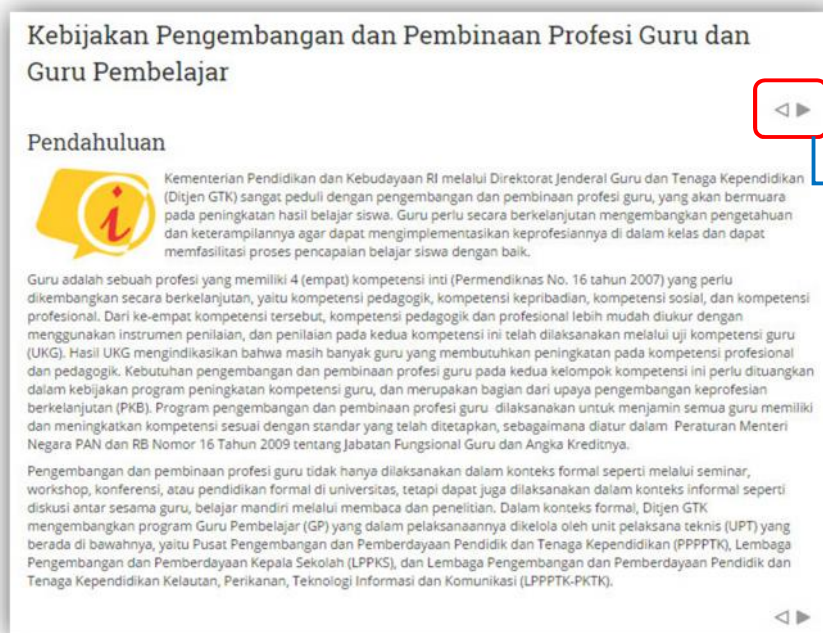 Kebijakan Pengembangan dan Pembinaan Profesi Guru dan
Guru Pembelajar
Pendahuluan
Kementerian Pendidikan dan Kebudayaan RI melalui Direktorat Jenderal Guru dan Tenaga Kependidikan
(Ditjen GTK) sangat peduli dengan pengembangan dan pembinaan profesi guru, yang akan bermuara
pada peningkatan hasil belajar siswa. Guru perlu secara berkelanjutan mengembangkan pengetahuan
dan keterampilannya agar dapat mengimplementasikan keprofesiannya di dalam kelas dan dapat
memfasilitasi proses pencapaian belajar siswa dengan baik.
Guru adalah sebuah profesi yang memiliki 4 (empat) kompetensi inti (Permendiknas No. 16 tahun 2007) yang perlu
dikembangkan secara berkelanjutan, yaitu kompetensi pedagogik, kompetensi kepribadian, kompetensi sosial, dan kompetensi
profesional. Dari ke-empat kompetensi tersebut, kompetensi pedagogik dan profesional lebih mudah diukur dengan
menggunakan instrumen penilaian, dan penilaian pada kedua kompetensi ini telah dilaksanakan melalui uji kompetensi guru
(UKG). Hasil UKG mengindikasikan bahwa masih banyak guru yang membutuhkan peningkatan pada kompetensi profesional
dan pedagogik. Kebutuhan pengembangan dan pembinaan profesi guru pada kedua kelompok kompetensi ini perlu dituangkan
dalam kebijakan program peningkatan kompetensi guru, dan merupakan bagian dari upaya pengembangan keprofesian
berkelanjutan (PKB). Program pengembangan dan pembinaan profesi guru dilaksanakan untuk menjamin semua guru memiliki
dan meningkatkan kompetensi sesuai dengan standar yang telah ditetapkan, sebagaimana diatur dalam Peraturan Menteri
Negara PAN dan RB Nomor 16 Tahun 2009 tentang Jabatan Fungsional Guru dan Angka Kreditnya.
Pengembangan dan pembinaan profesi guru tidak hanya dilaksanakan dalam konteks formal seperti melalui seminar,
workshop, konferensi, atau pendidikan formal di universitas, tetapi dapat juga dilaksanakan dalam konteks informal seperti
diskusi antar sesama guru, belajar mandiri melalui membaca dan penelitian. Dalam konteks formal, Ditjen GTK
mengembangkan program Guru Pembelajar (GP) yang dalam pelaksanaannya dikelola oleh unit pelaksana teknis (UPT) yang
berada di bawahnya, yaitu Pusat Pengembangan dan Pemberdayaan Pendidik dan Tenaga Kependidikan (PPPPTK), Lembaga
Pengembangan dan Pemberdayaan Kepala Sekolah (LPPKS), dan Lembaga Pengembangan dan Pemberdayaan Pendidik dan
Tenaga Kependidikan Kelautan, Perikanan, Teknologi Informasi dan Komunikasi (LPPPTK-PKTK).